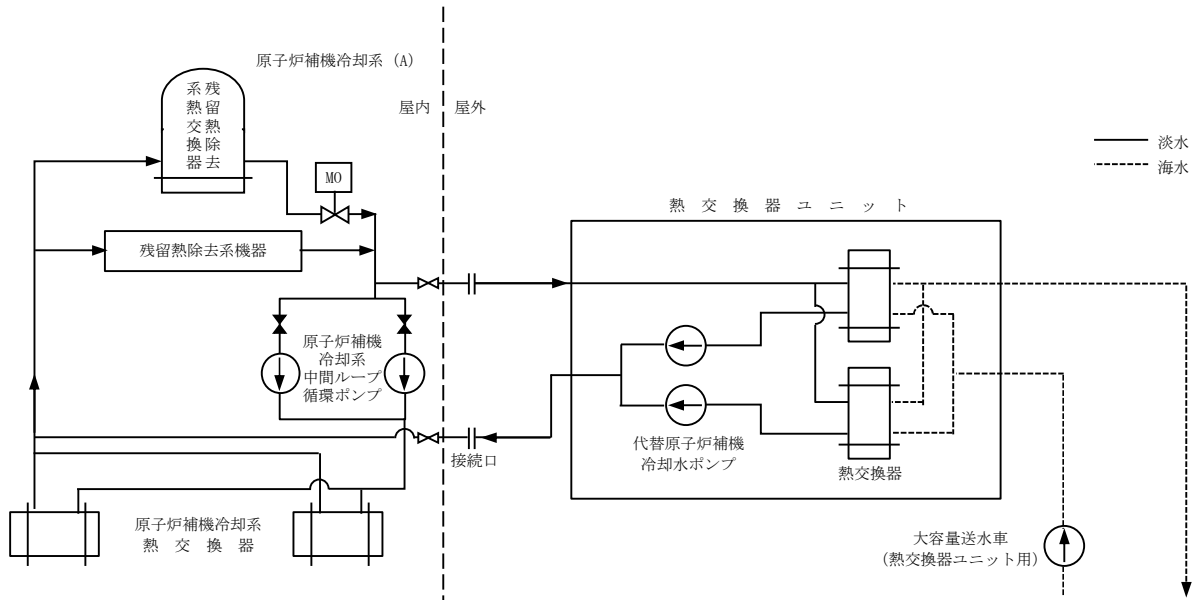 原子炉補機冷却系（A）
残留熱除去
系熱交換器
屋内
屋外
MO
淡水
海水
熱交換器ユニット
残留熱除去系機器
原子炉補機
冷却系
中間ループ
循環ポンプ
代替原子炉補機
冷却水ポンプ
接続口
熱交換器
原子炉補機冷却系
熱交換器
大容量送水車
（熱交換器ユニット用）